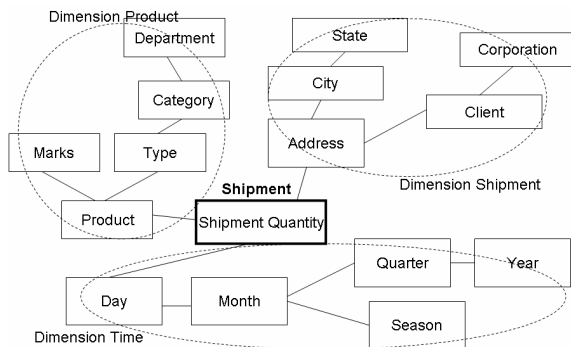 Dimension Product
Department
State
Corporation
City
Category
Client
Address
Marks
Type
Dimension Shipment
Shipment
Product
Shipment Quantity
Quarter
Year
Day
Month
Season
Dimension Time